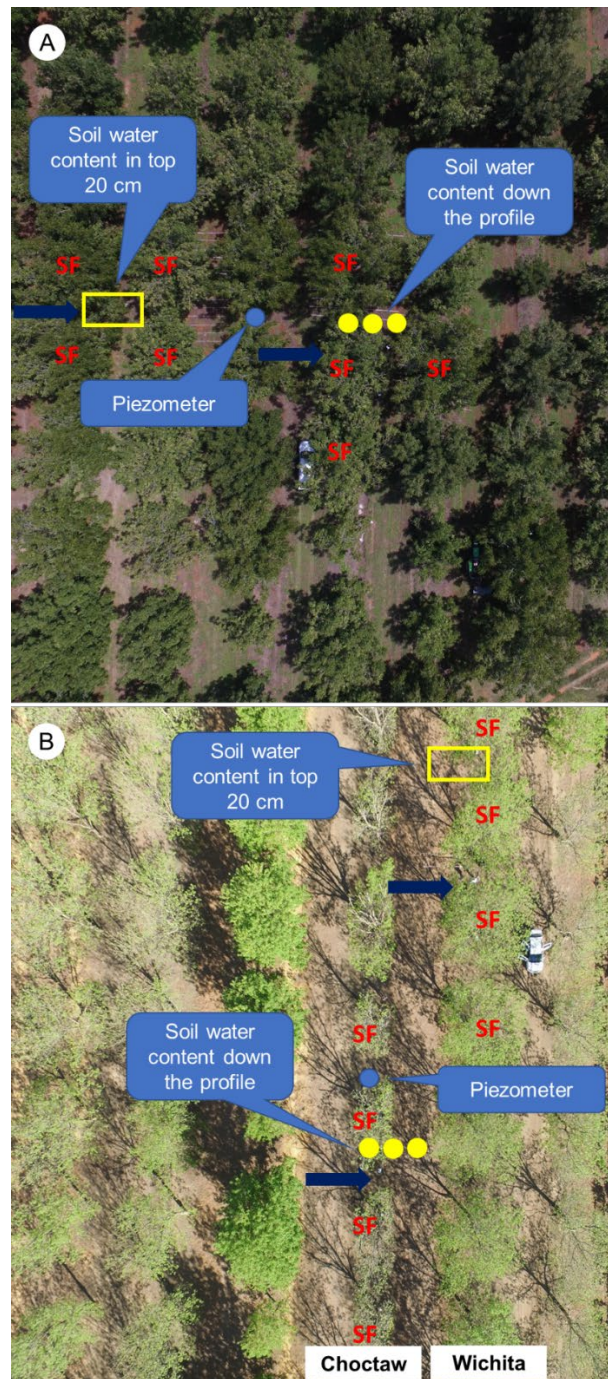 A
Soil water
content in top
20 cm
Soil water
content down
the profile
SF
SF
SF
SF
SF
SF
SF
Piezometer
SF
B
SF
Soil water
content in top
20 cm
SF
SF
Soil water
content down
the profile
SF
SF
Piezometer
SF
SF
SF
Choctaw
Wichita